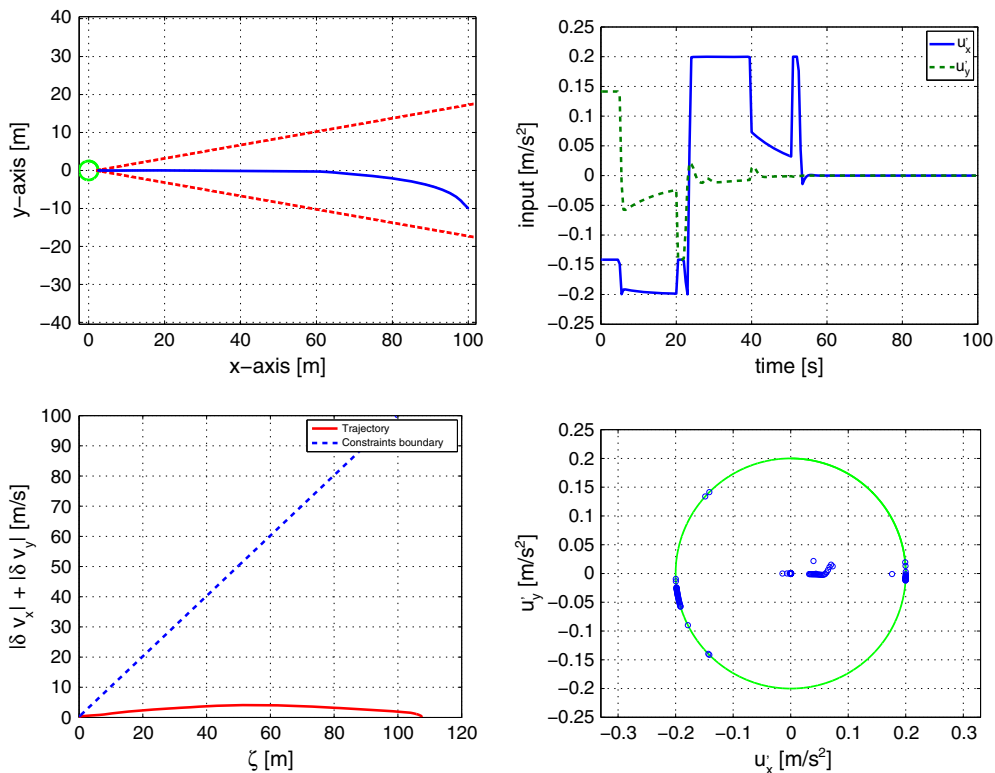 40
30
20
10
0
−10
−20
−30
−40
y−axis [m]
0 20 40 60 80 100
x−axis [m]
0.25
0.2
0.15
0.1
0.05
0
−0.05
−0.1
−0.15
−0.2
−0.25
input [m/s²]
u'x
u'y
0 20 40 60 80 100
time [s]
100
90
80
70
60
50
40
30
20
10
0
|δ vx| + |δ vy| [m/s]
Trajectory
Constraints boundary
0 20 40 60 80 100 120
ζ [m]
0.25
0.2
0.15
0.1
0.05
0
−0.05
−0.1
−0.15
−0.2
−0.25
u'y [m/s²]
−0.3 −0.2 −0.1 0 0.1 0.2 0.3
u'x [m/s²]